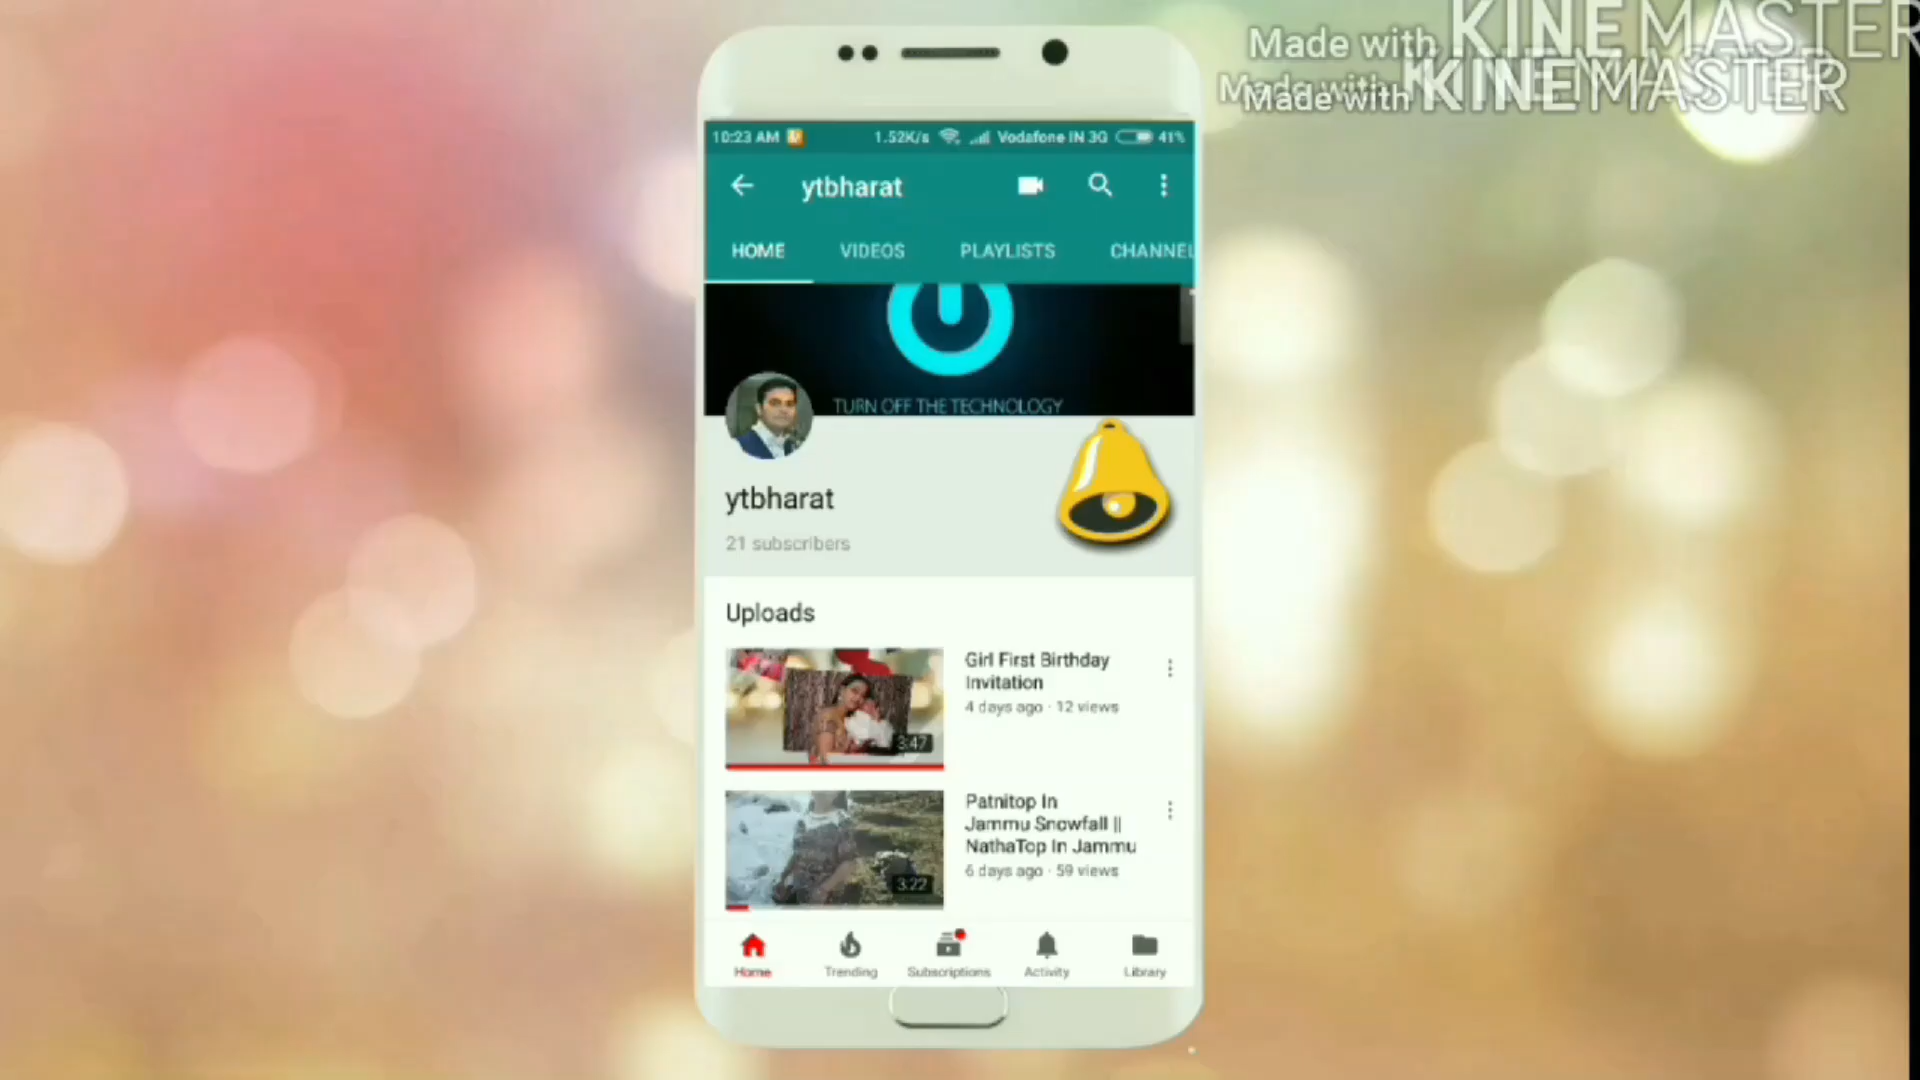 Made with KINEMASTER
Made with
Made with KINEMASTER
10:23 AM 1.52K/s Vodafone IN 3G 41%
ytbharat
HOME VIDEOS PLAYLISTS CHANNEL
TURN OFF THE TECHNOLOGY
ytbharat
21 subscribers
Uploads
Girl First Birthday
Invitation
4 days ago · 12 views
3:47
Patnitop In
Jammu Snowfall ||
NathaTop In Jammu
6 days ago · 59 views
3:22
Home Trending Subscriptions Activity Library